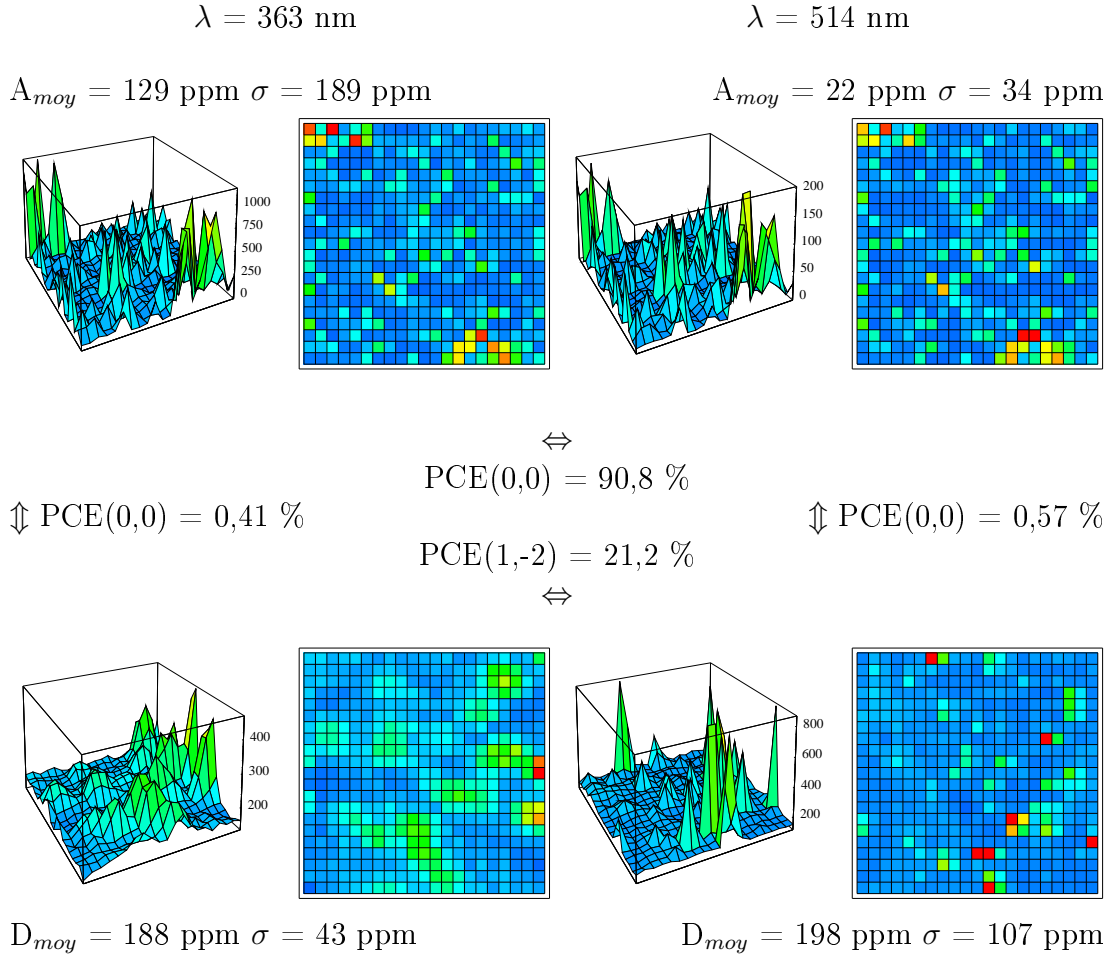 λ = 363 nm
λ = 514 nm
A_moy = 129 ppm σ = 189 ppm
A_moy = 22 ppm σ = 34 ppm
1000
750
500
250
0
200
150
100
50
0
⇔
PCE(0,0) = 90,8 %
⇕ PCE(0,0) = 0,41 %
⇕ PCE(0,0) = 0,57 %
PCE(1,-2) = 21,2 %
⇔
400
300
200
800
600
400
200
D_moy = 188 ppm σ = 43 ppm
D_moy = 198 ppm σ = 107 ppm